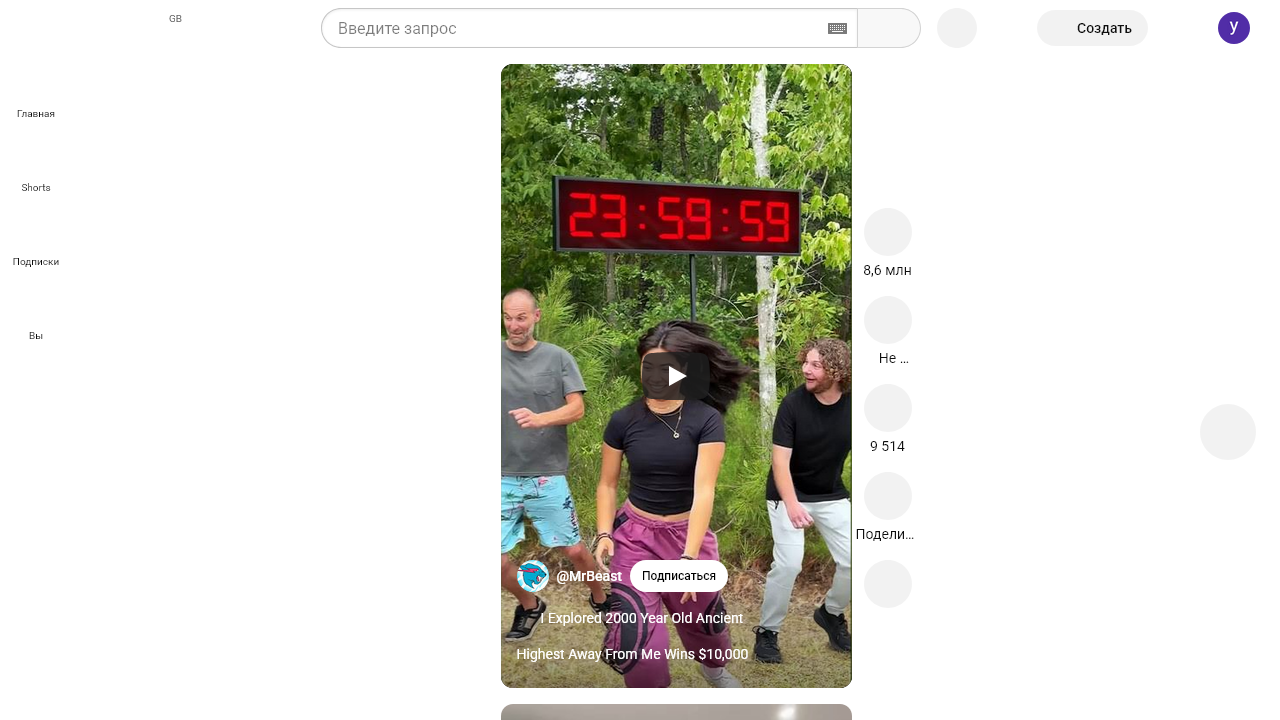 GB
Введите запрос
Создать
У
Главная
Shorts
Подписки
Вы
23:59:59
8,6 млн
Не ...
9 514
Подели...
@MrBeast
Подписаться
I Explored 2000 Year Old Ancient
Highest Away From Me Wins $10,000